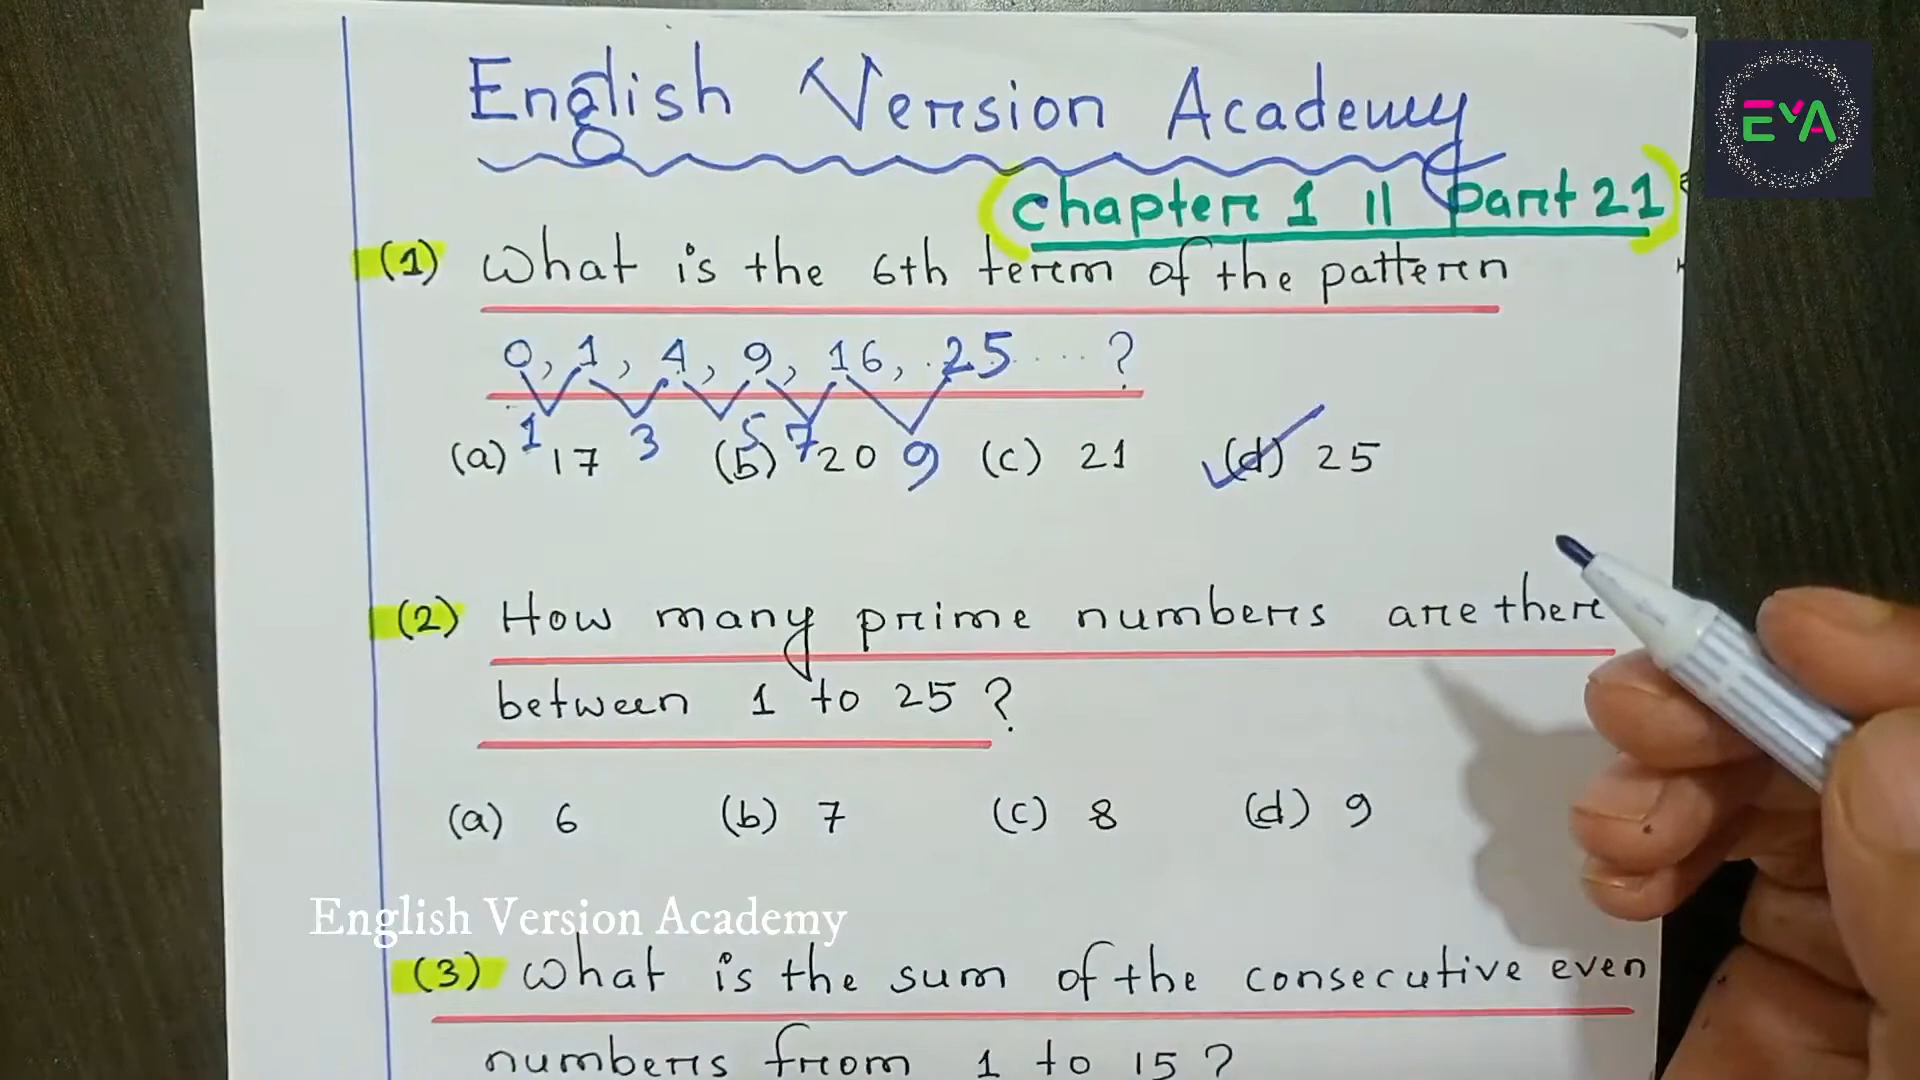 English Version Academy
EVA
Chapter 1 || Part 21
(1) What is the 6th term of the pattern
0, 1, 4, 9, 16, 25 .... ?
1 3 5 7 9
(a) 17 (b) 20 (c) 21 (d) 25
(2) How many prime numbers are there
between 1 to 25 ?
(a) 6 (b) 7 (c) 8 (d) 9
English Version Academy
(3) What is the sum of the consecutive even
numbers from 1 to 15 ?